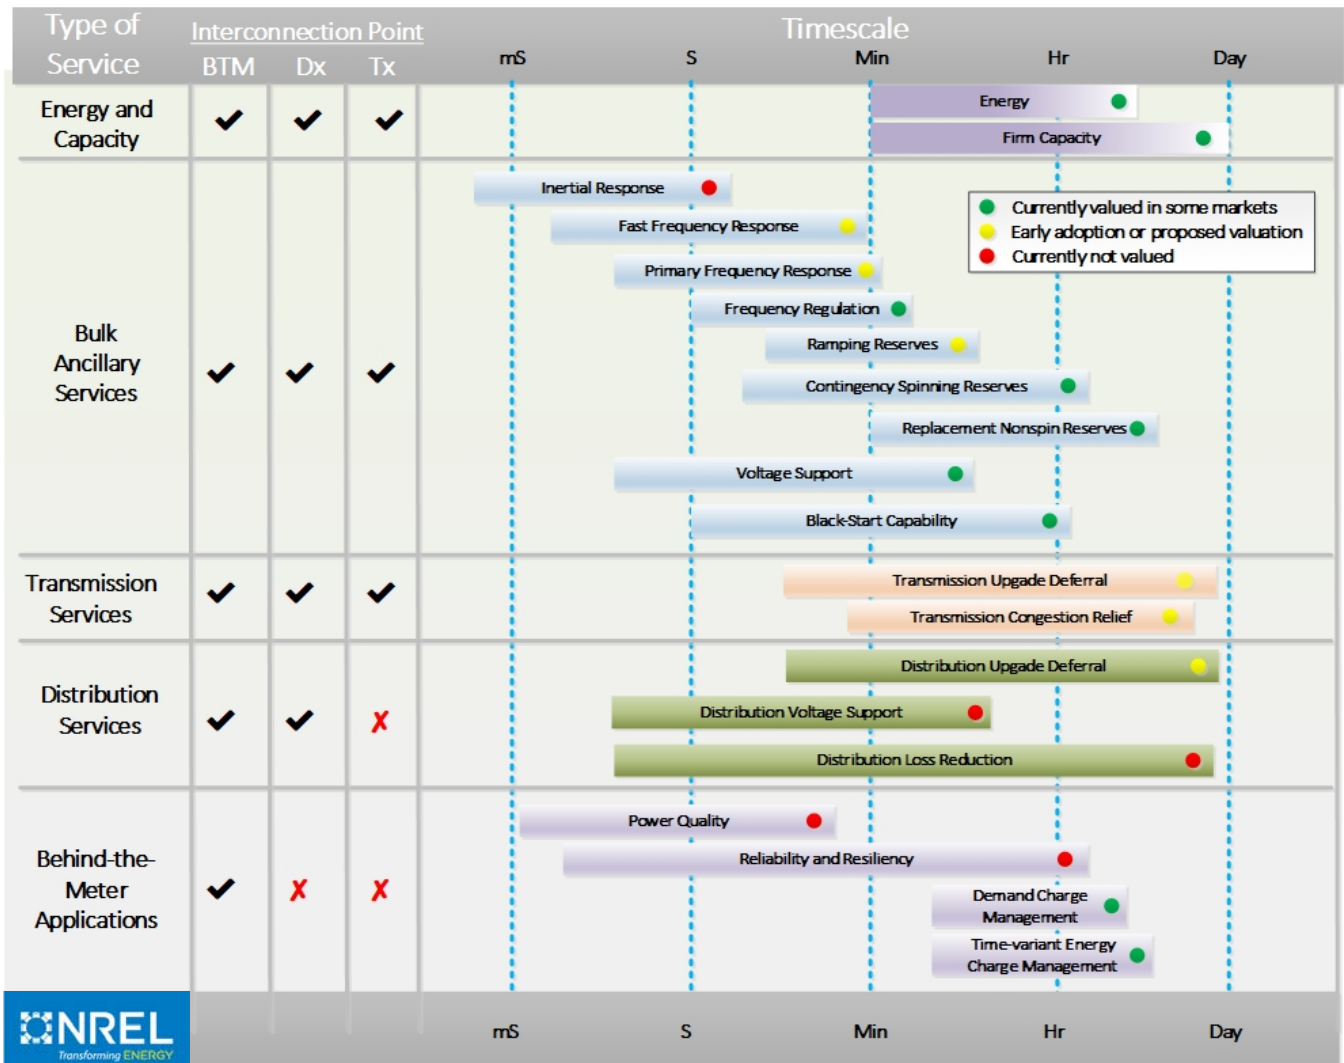 Type of Service
Interconnection Point
BTM Dx Tx
Timescale
mS S Min Hr Day
Energy and
Capacity
Energy
Firm Capacity
Currently valued in some markets
Early adoption or proposed valuation
Currently not valued
Bulk
Ancillary
Services
Inertial Response
Fast Frequency Response
Primary Frequency Response
Frequency Regulation
Ramping Reserves
Contingency Spinning Reserves
Replacement Nonspin Reserves
Voltage Support
Black-Start Capability
Transmission
Services
Transmission Upgade Deferral
Transmission Congestion Relief
Distribution
Services
Distribution Upgade Deferral
Distribution Voltage Support
Distribution Loss Reduction
Behind-the-
Meter
Applications
Power Quality
Reliability and Resiliency
Demand Charge
Management
Time-variant Energy
Charge Management
NREL
Transforming ENERGY
mS S Min Hr Day